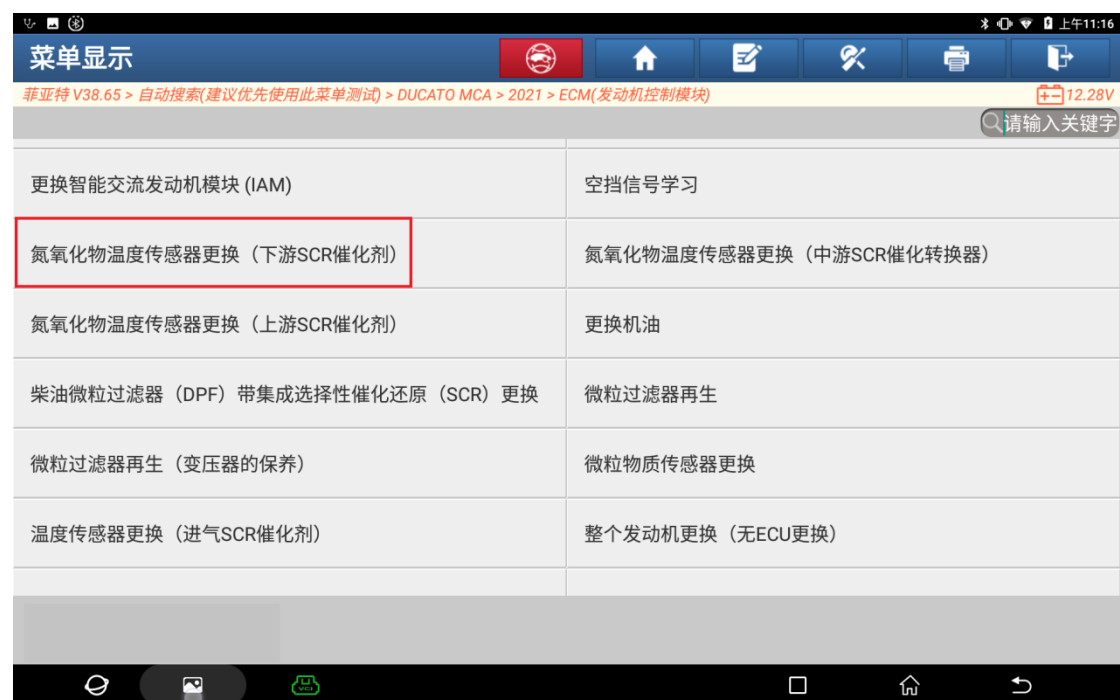 上午11:16
菜单显示
菲亚特 V38.65 > 自动搜索(建议优先使用此菜单测试) > DUCATO MCA > 2021 > ECM(发动机控制模块)
12.28V
请输入关键字
更换智能交流发动机模块 (IAM)
空挡信号学习
氮氧化物温度传感器更换（下游SCR催化剂）
氮氧化物温度传感器更换（中游SCR催化转换器）
氮氧化物温度传感器更换（上游SCR催化剂）
更换机油
柴油微粒过滤器（DPF）带集成选择性催化还原（SCR）更换
微粒过滤器再生
微粒过滤器再生（变压器的保养）
微粒物质传感器更换
温度传感器更换（进气SCR催化剂）
整个发动机更换（无ECU更换）
VCI